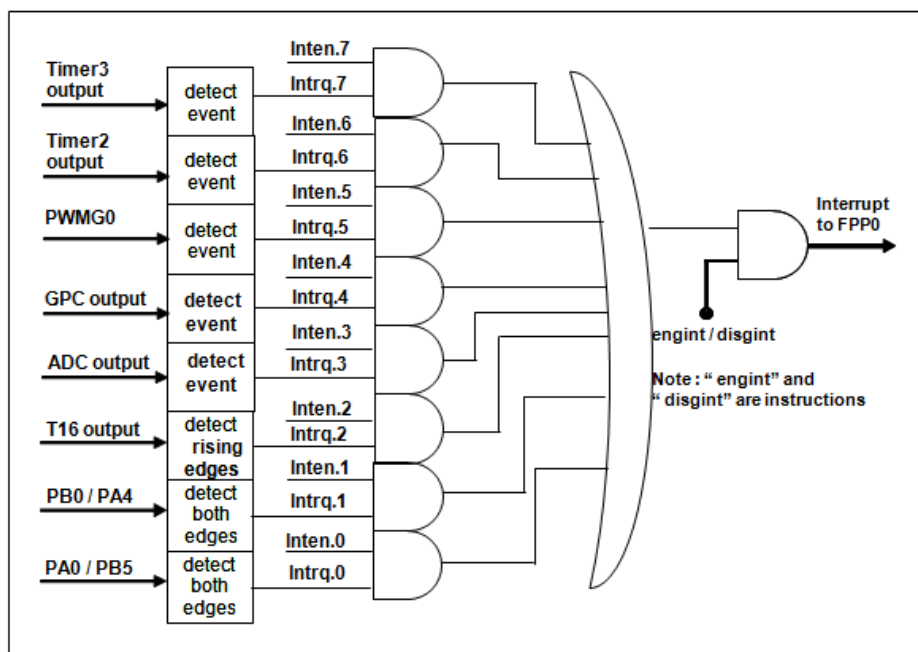 Timer3
output
detect
event
Inten.7
Intrq.7
Timer2
output
detect
event
Inten.6
Intrq.6
PWMG0
detect
event
Inten.5
Intrq.5
GPC output
detect
event
Inten.4
Intrq.4
ADC output
detect
event
Inten.3
Intrq.3
T16 output
detect
rising
edges
Inten.2
Intrq.2
PB0 / PA4
detect
both
edges
Inten.1
Intrq.1
PA0 / PB5
detect
both
edges
Inten.0
Intrq.0
Interrupt
to FPP0
engint / disgint
Note : “ engint” and
“ disgint” are instructions